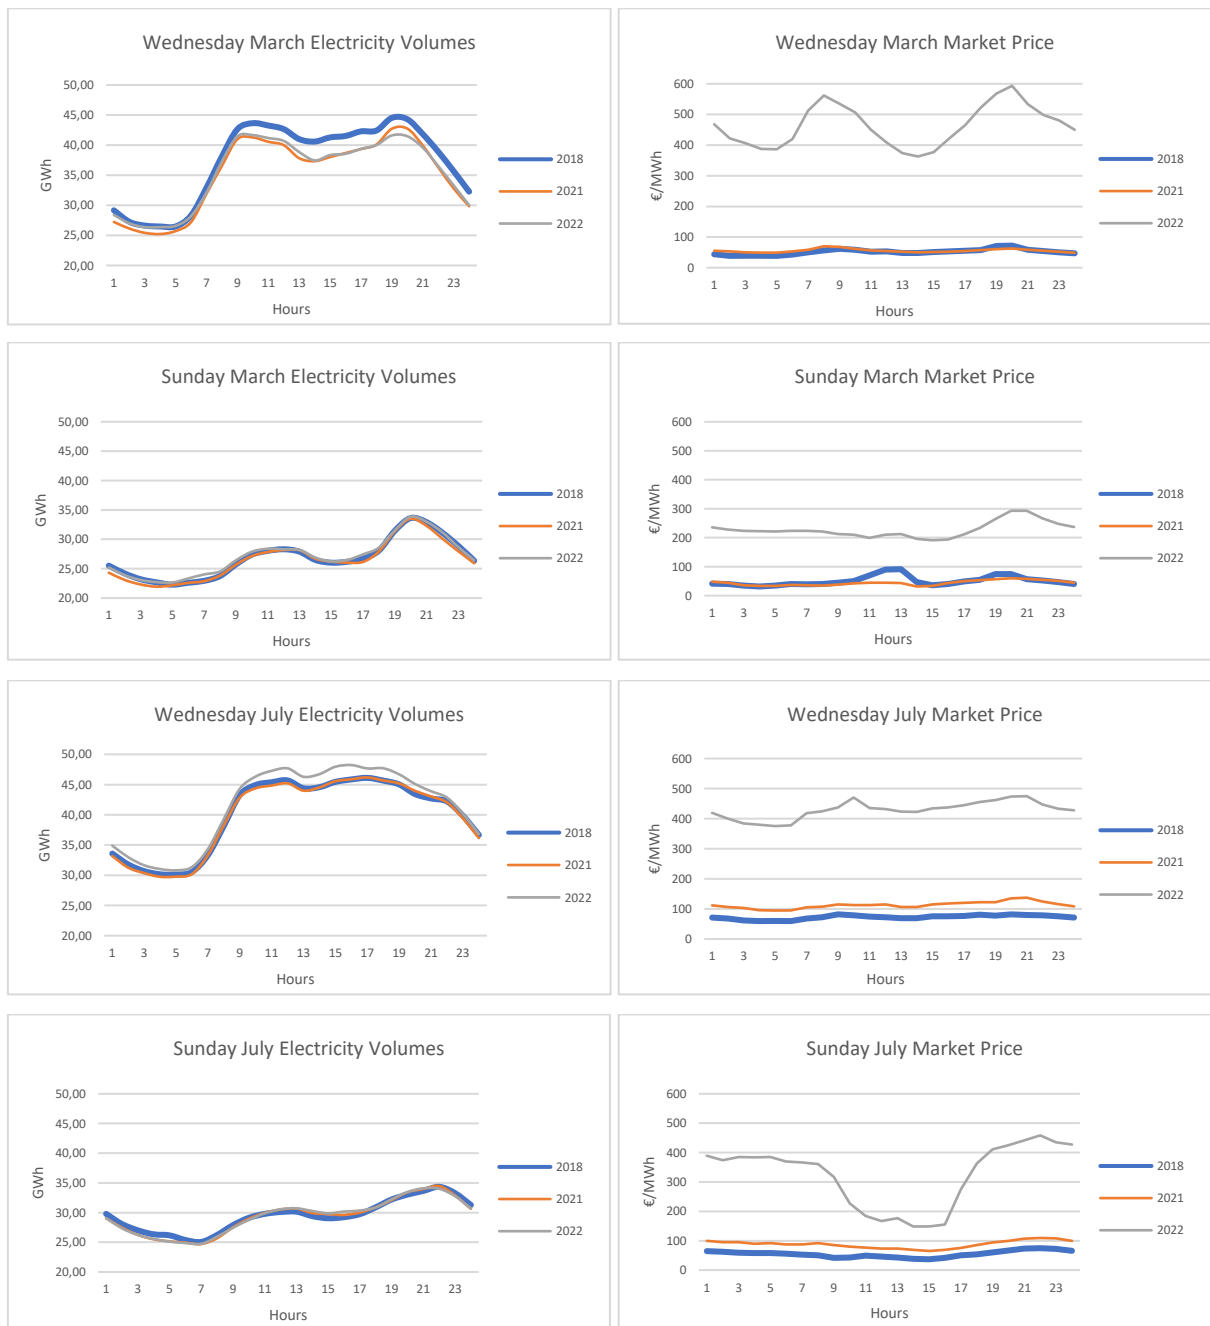 Wednesday March Electricity Volumes
50,00
45,00
40,00
35,00
30,00
25,00
20,00
GWh
1 3 5 7 9 11 13 15 17 19 21 23
Hours
2018
2021
2022
Wednesday March Market Price
600
500
400
300
200
100
0
€/MWh
1 3 5 7 9 11 13 15 17 19 21 23
Hours
2018
2021
2022
Sunday March Electricity Volumes
50,00
45,00
40,00
35,00
30,00
25,00
20,00
GWh
1 3 5 7 9 11 13 15 17 19 21 23
Hours
2018
2021
2022
Sunday March Market Price
600
500
400
300
200
100
0
€/MWh
1 3 5 7 9 11 13 15 17 19 21 23
Hours
2018
2021
2022
Wednesday July Electricity Volumes
50,00
45,00
40,00
35,00
30,00
25,00
20,00
GWh
1 3 5 7 9 11 13 15 17 19 21 23
Hours
2018
2021
2022
Wednesday July Market Price
600
500
400
300
200
100
0
€/MWh
1 3 5 7 9 11 13 15 17 19 21 23
Hours
2018
2021
2022
Sunday July Electricity Volumes
50,00
45,00
40,00
35,00
30,00
25,00
20,00
GWh
1 3 5 7 9 11 13 15 17 19 21 23
Hours
2018
2021
2022
Sunday July Market Price
600
500
400
300
200
100
0
€/MWh
1 3 5 7 9 11 13 15 17 19 21 23
Hours
2018
2021
2022